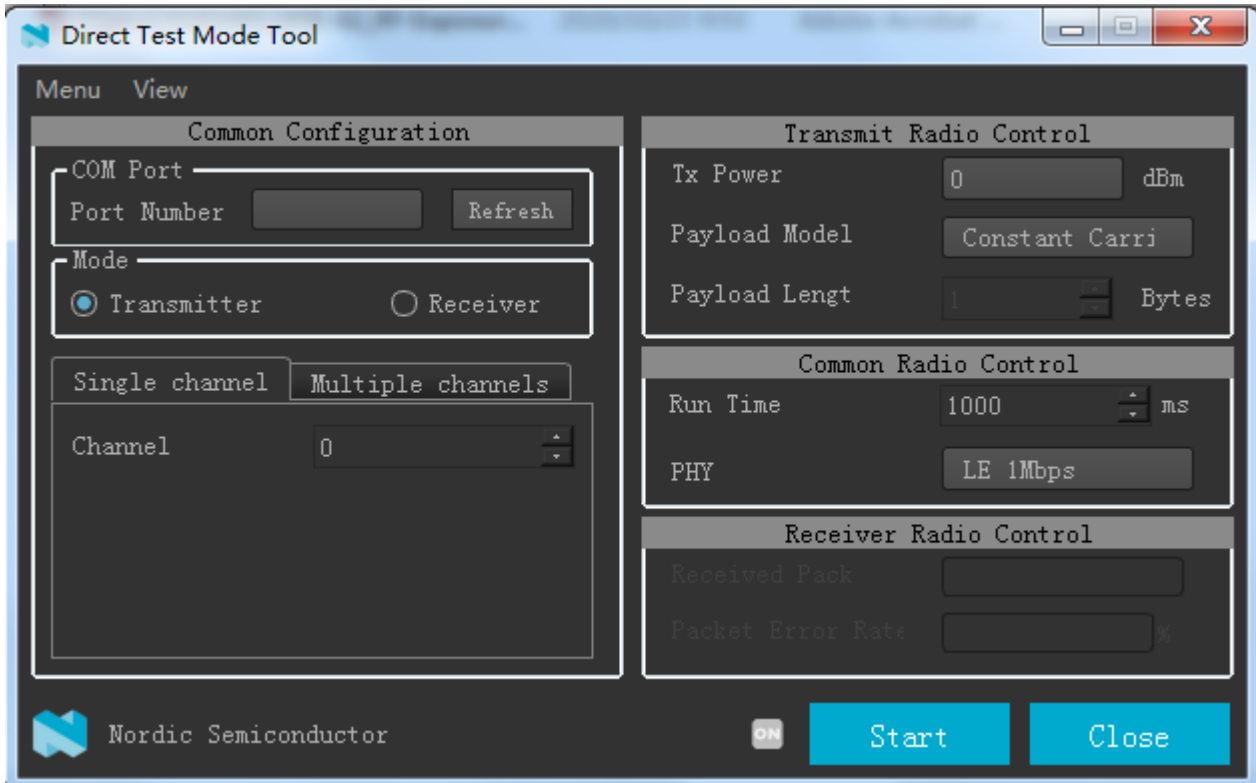 Direct Test Mode Tool
Menu View
Common Configuration
COM Port
Port Number Refresh
Mode
Transmitter Receiver
Single channel Multiple channels
Channel 0
Transmit Radio Control
Tx Power 0 dBm
Payload Model Constant Carri
Payload Lengt 1 Bytes
Common Radio Control
Run Time 1000 ms
PHY LE 1Mbps
Receiver Radio Control
Received Pack
Packet Error Rate %
Nordic Semiconductor ON Start Close